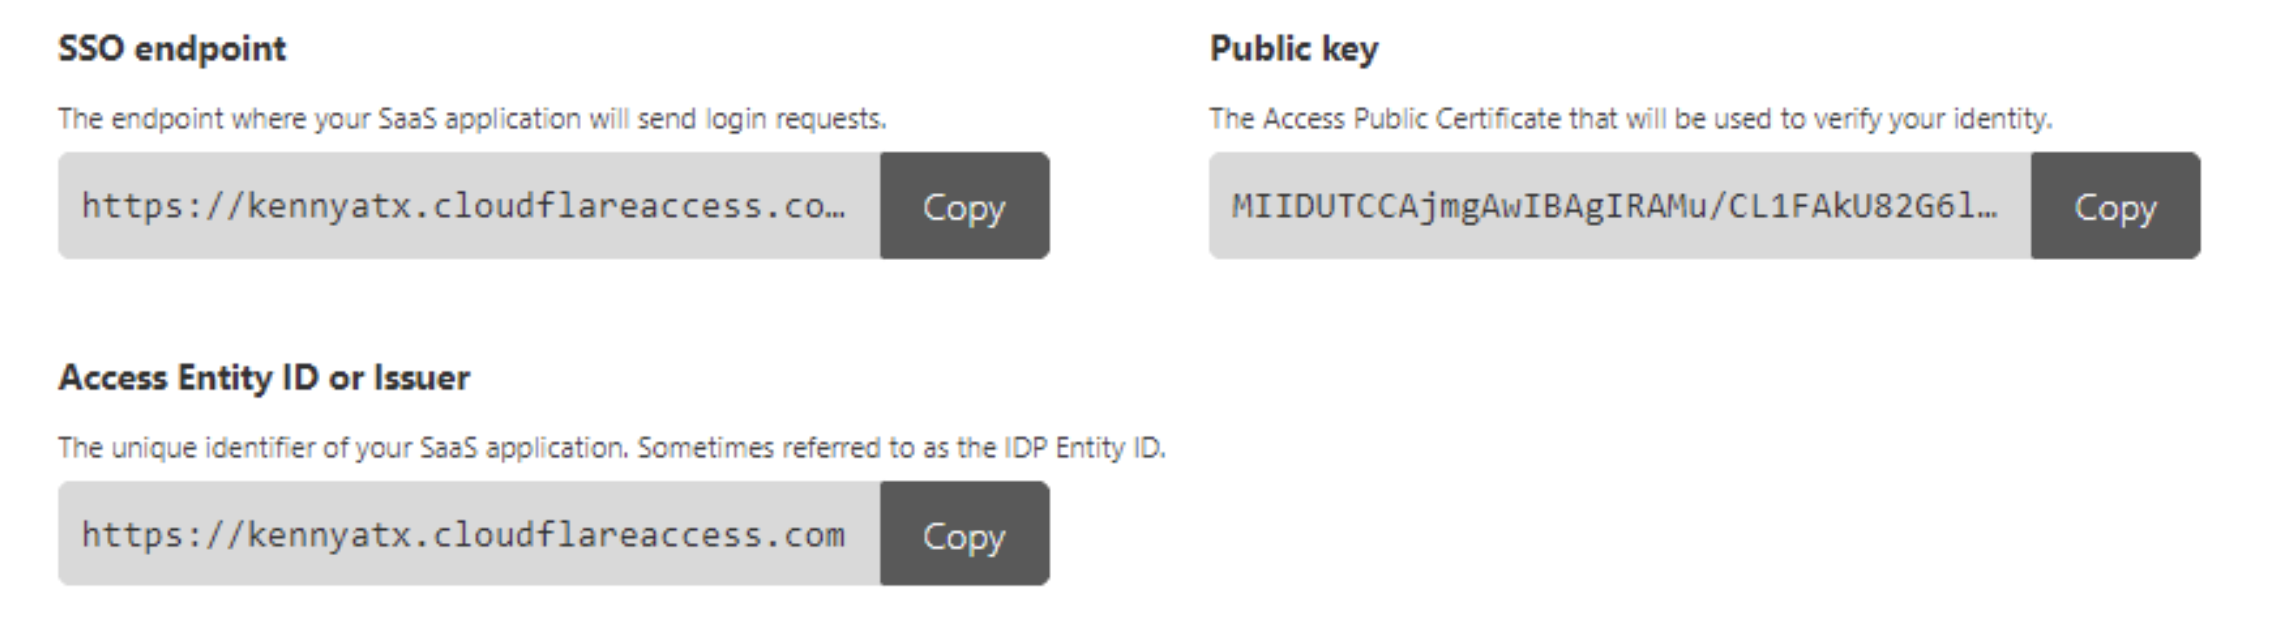 SSO endpoint
The endpoint where your SaaS application will send login requests.
https://kennyatx.cloudflareaccess.co…
Copy
Public key
The Access Public Certificate that will be used to verify your identity.
MIIDUTCCAjmgAwIBAgIRAMu/CL1FAkU82G6l…
Copy
Access Entity ID or Issuer
The unique identifier of your SaaS application. Sometimes referred to as the IDP Entity ID.
https://kennyatx.cloudflareaccess.com
Copy